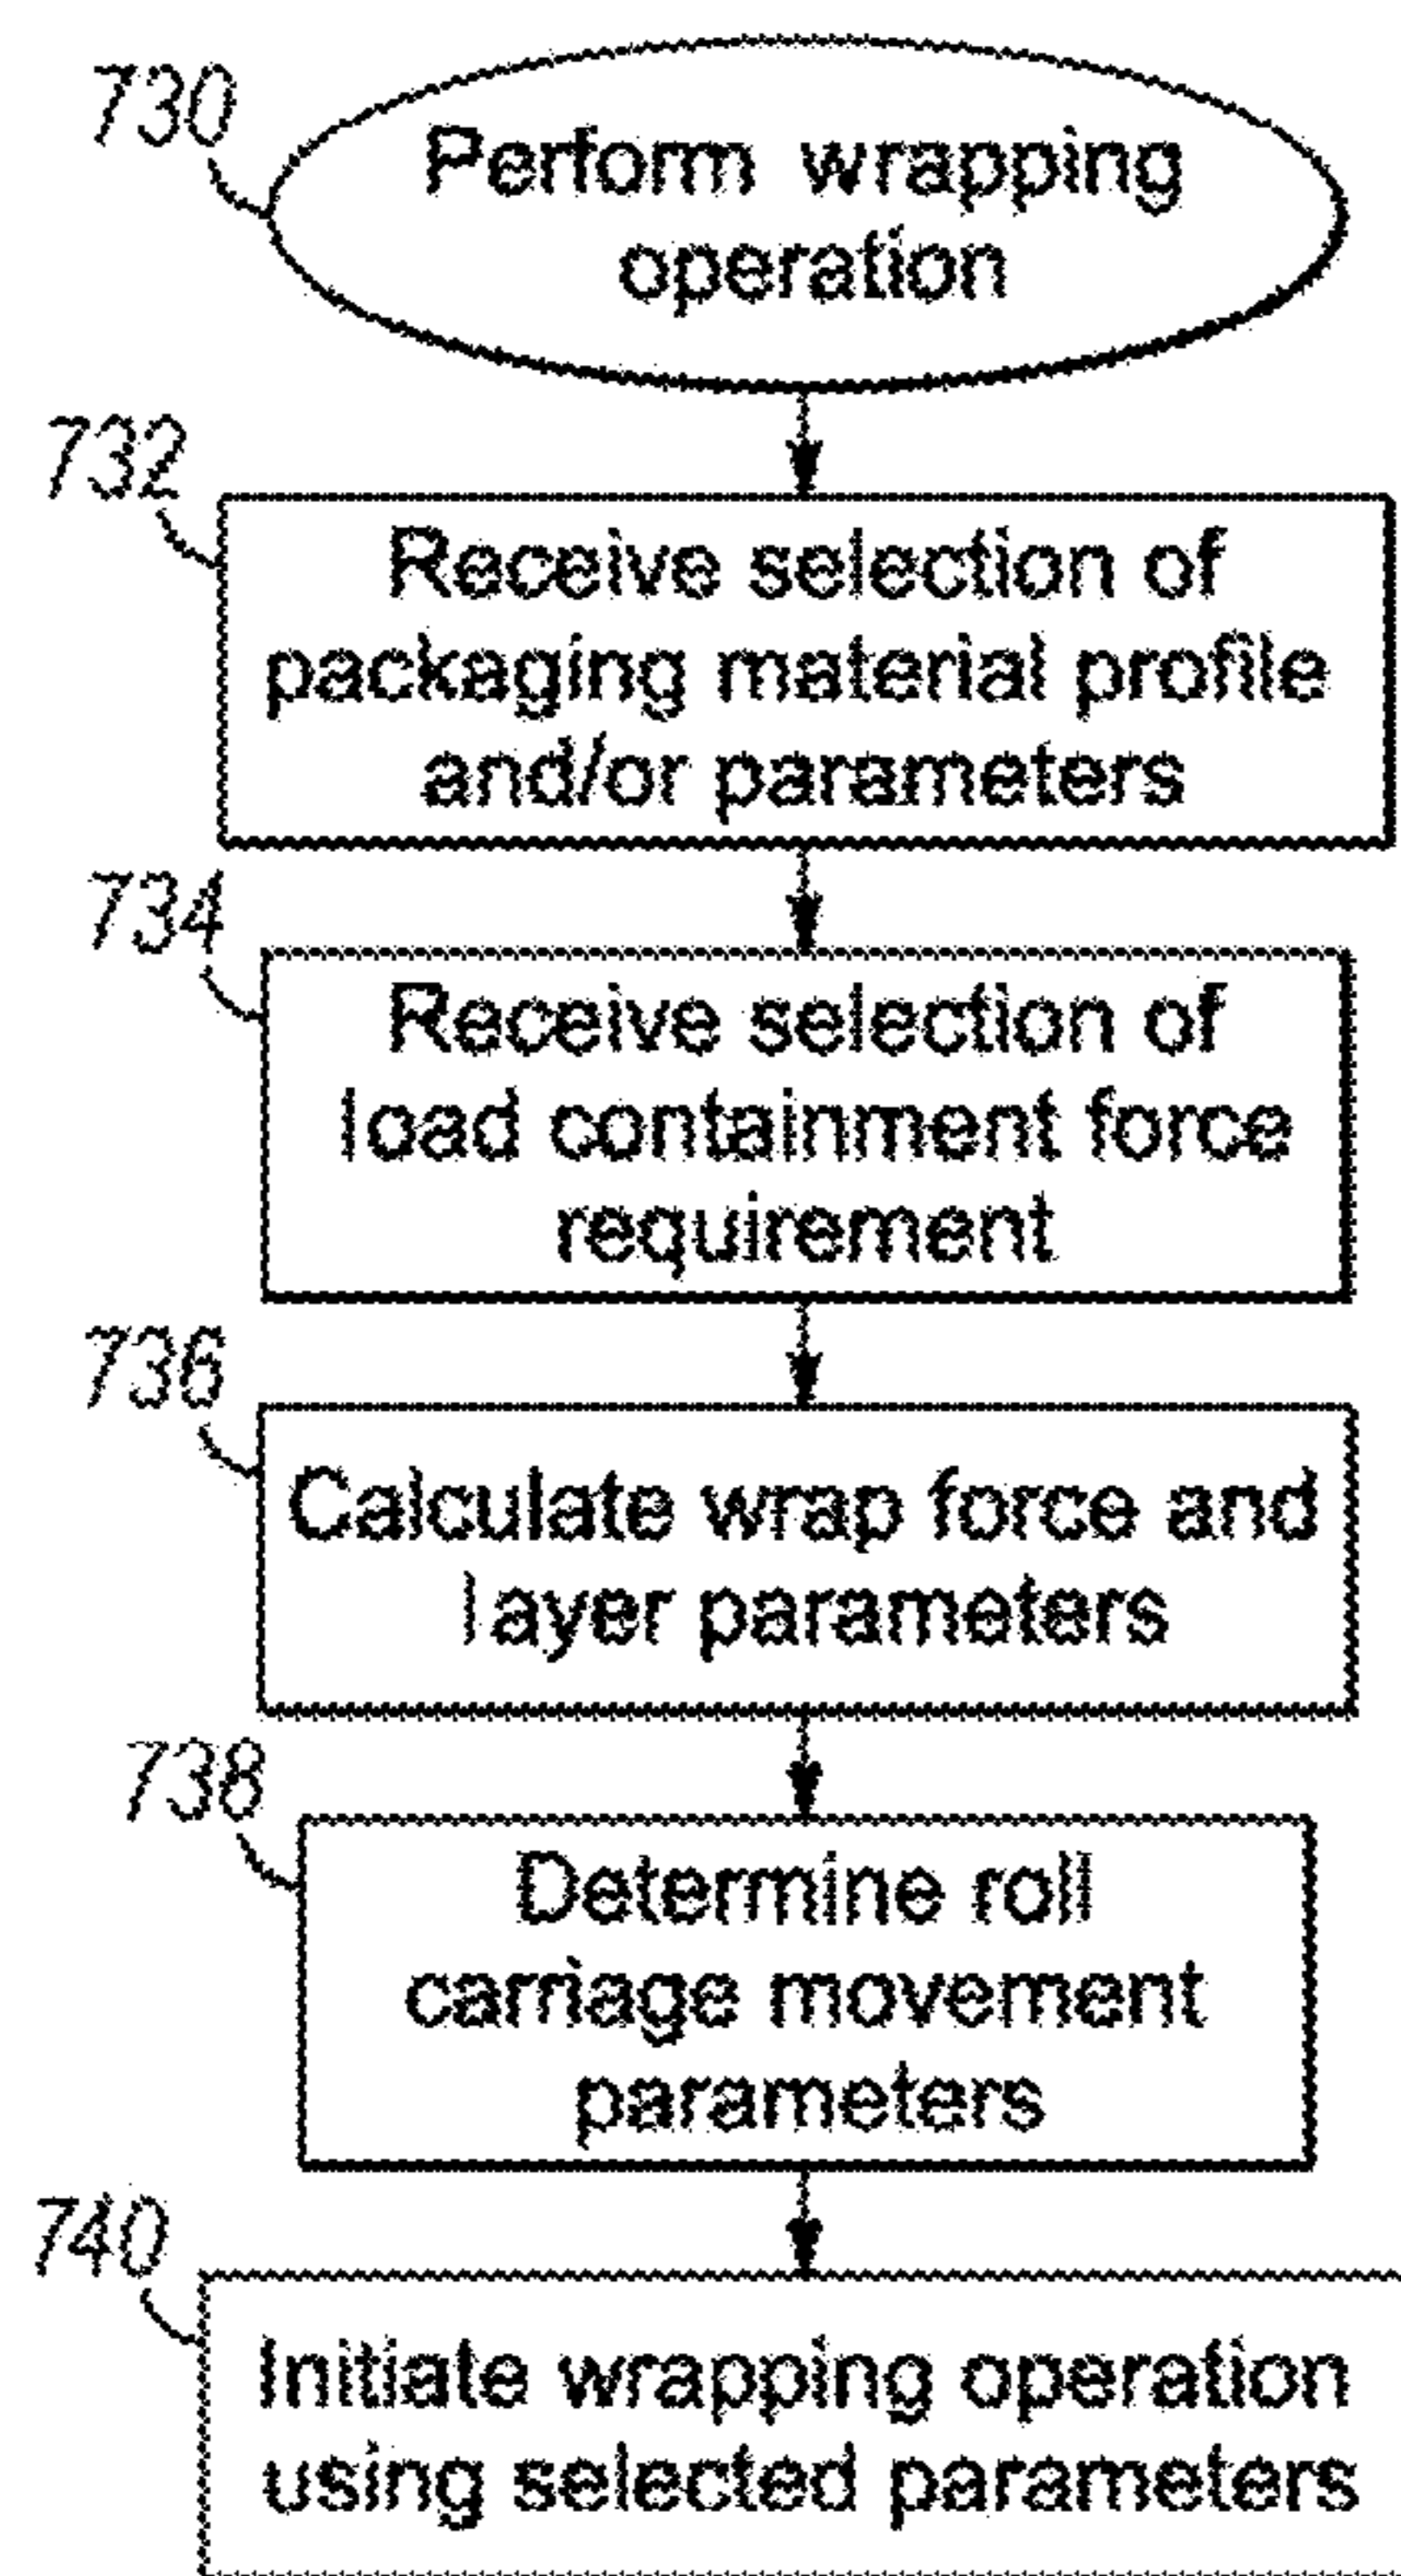 730
Perform wrapping
operation
732
Receive selection of
packaging material profile
and/or parameters
734
Receive selection of
load containment force
requirement
736
Calculate wrap force and
layer parameters
738
Determine roll
carriage movement
parameters
740
Initiate wrapping operation
using selected parameters